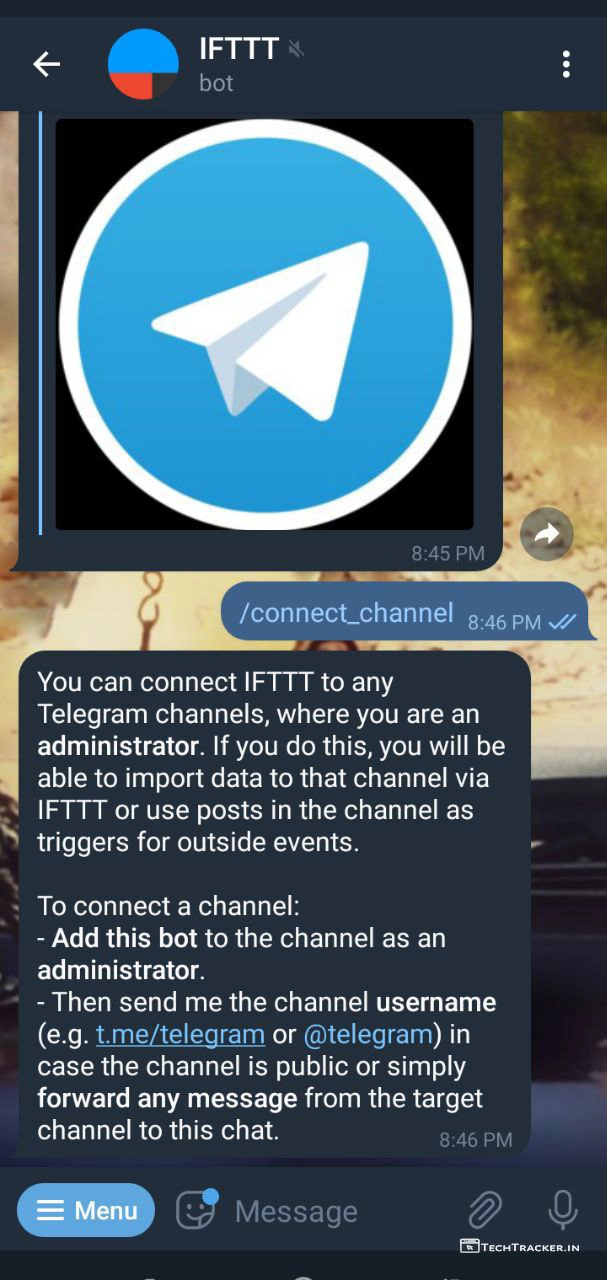 IFTTT
bot
8:45 PM
/connect_channel 8:46 PM
You can connect IFTTT to any
Telegram channels, where you are an
administrator. If you do this, you will be
able to import data to that channel via
IFTTT or use posts in the channel as
triggers for outside events.
To connect a channel:
- Add this bot to the channel as an
administrator.
- Then send me the channel username
(e.g. t.me/telegram or @telegram) in
case the channel is public or simply
forward any message from the target
channel to this chat.
8:46 PM
Menu
Message
TECHTRACKER.IN